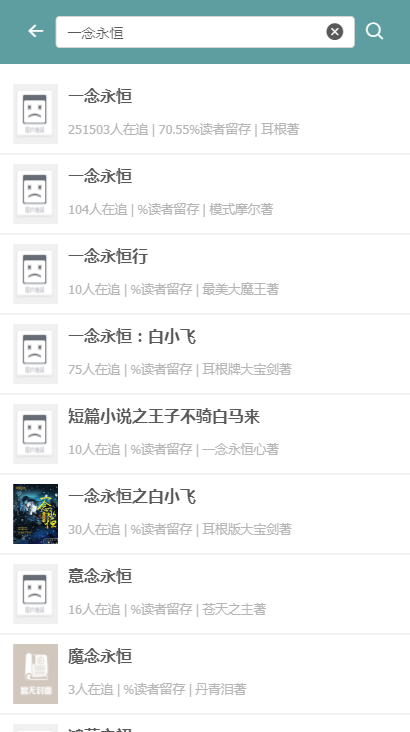 一念永恒
一念永恒
251503人在追 | 70.55%读者留存 | 耳根著
一念永恒
104人在追 | %读者留存 | 模式摩尔著
一念永恒行
10人在追 | %读者留存 | 最美大魔王著
一念永恒：白小飞
75人在追 | %读者留存 | 耳根牌大宝剑著
短篇小说之王子不骑白马来
10人在追 | %读者留存 | 一念永恒心著
一念永恒之白小飞
30人在追 | %读者留存 | 耳根版大宝剑著
意念永恒
16人在追 | %读者留存 | 苍天之主著
魔念永恒
3人在追 | %读者留存 | 丹青泪著
暂无封面